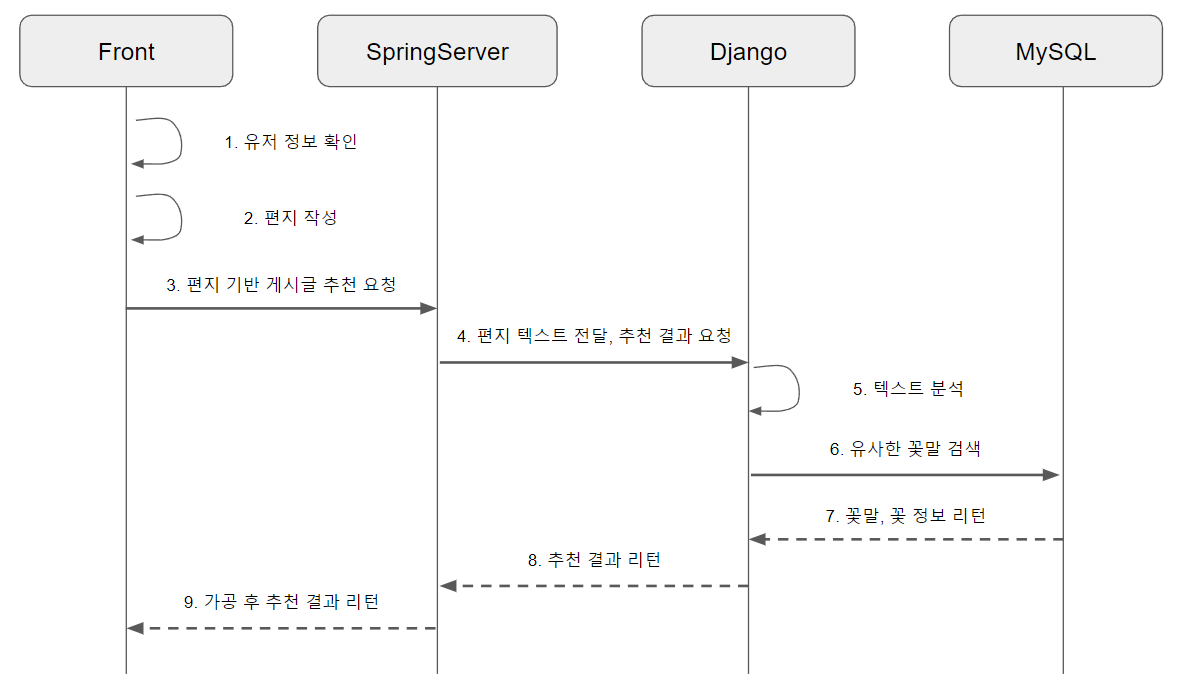 Front
SpringServer
Django
MySQL
1. 유저 정보 확인
2. 편지 작성
3. 편지 기반 게시글 추천 요청
4. 편지 텍스트 전달, 추천 결과 요청
5. 텍스트 분석
6. 유사한 꽃말 검색
7. 꽃말, 꽃 정보 리턴
8. 추천 결과 리턴
9. 가공 후 추천 결과 리턴